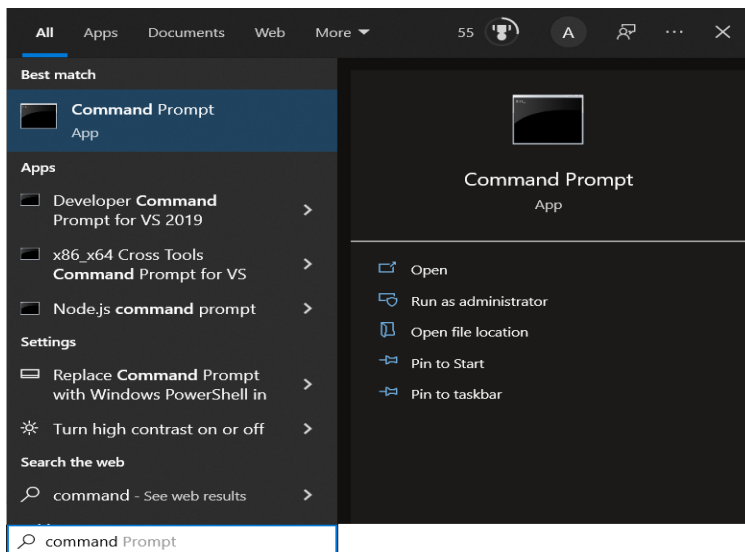 All Apps Documents Web More 55 A ...
Best match
Command Prompt
App
Apps
Developer Command
Prompt for VS 2019
x86_x64 Cross Tools
Command Prompt for VS
Node.js command prompt
Settings
Replace Command Prompt
with Windows PowerShell in
Turn high contrast on or off
Search the web
command - See web results
command Prompt
Command Prompt
App
Open
Run as administrator
Open file location
Pin to Start
Pin to taskbar